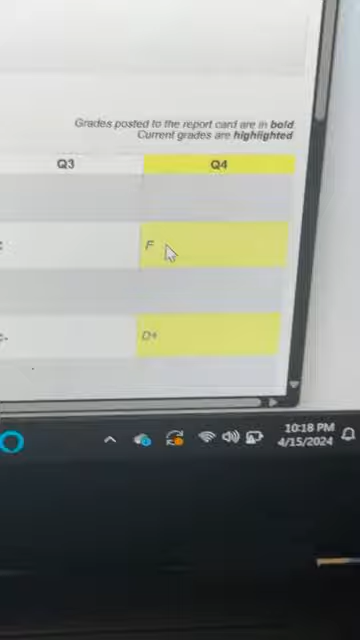 Grades posted to the report card are in bold
Current grades are highlighted
Q3 Q4
F
D+
10:18 PM
4/15/2024